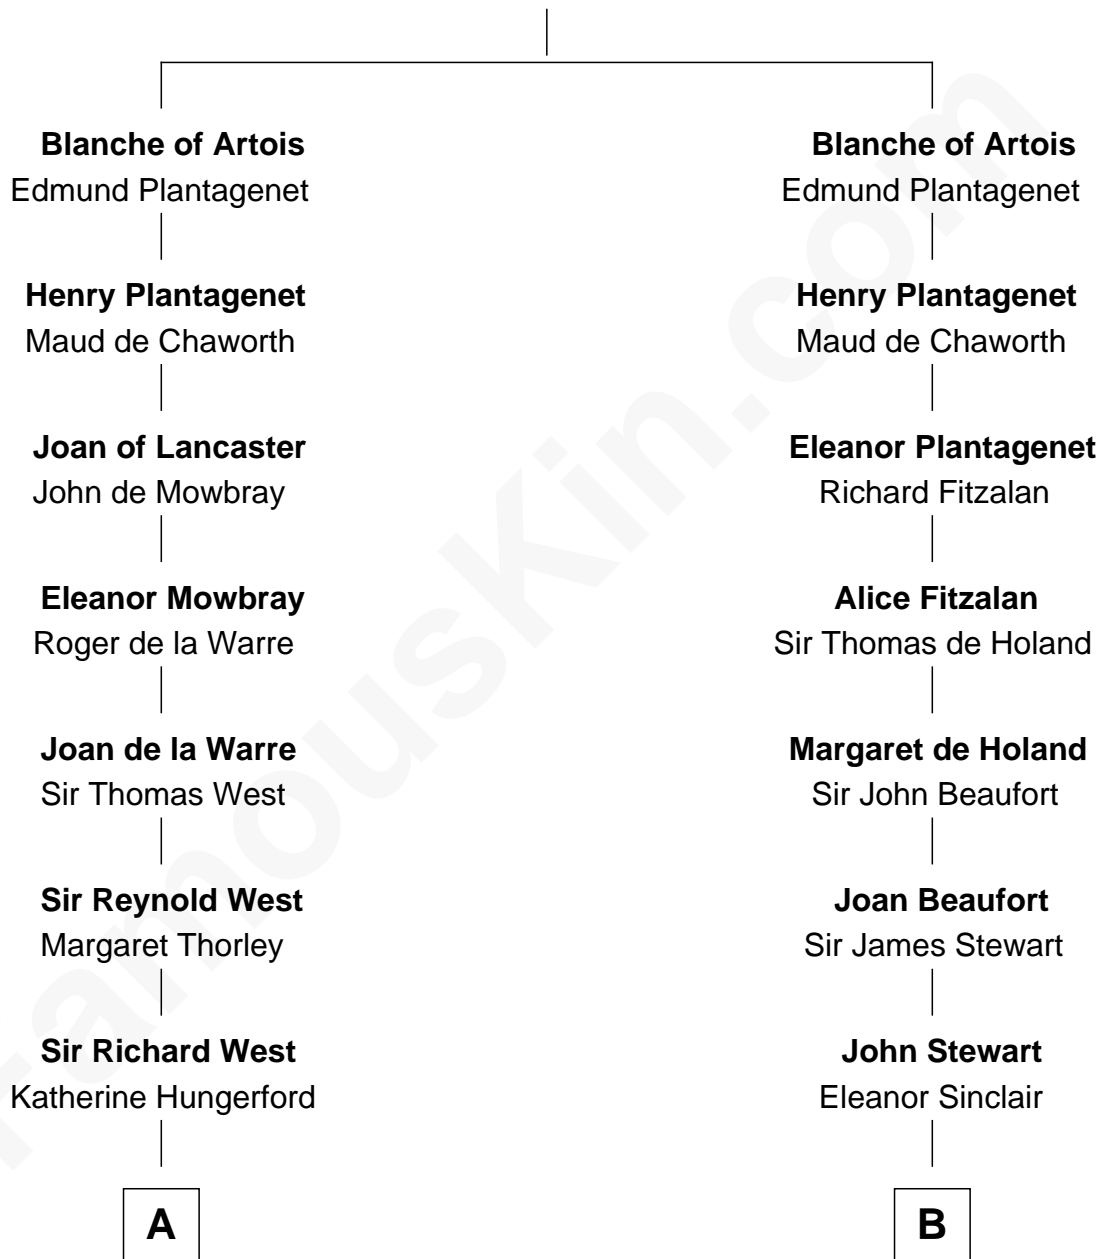 Blanche of Artois
Edmund Plantagenet
Henry Plantagenet
Maud de Chaworth
Joan of Lancaster
John de Mowbray
Eleanor Mowbray
Roger de la Warre
Joan de la Warre
Sir Thomas West
Sir Reynold West
Margaret Thorley
Sir Richard West
Katherine Hungerford
A
Blanche of Artois
Edmund Plantagenet
Henry Plantagenet
Maud de Chaworth
Eleanor Plantagenet
Richard Fitzalan
Alice Fitzalan
Sir Thomas de Holand
Margaret de Holand
Sir John Beaufort
Joan Beaufort
Sir James Stewart
John Stewart
Eleanor Sinclair
B
FamousKin.com